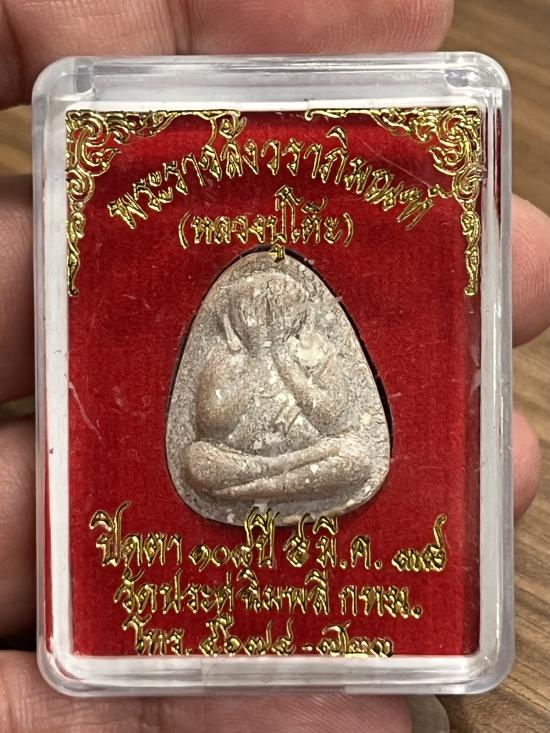 พระราชสังวราภิมณฑ์
(หลวงปู่โต๊ะ)
ปิดตา ๑๐๘ปี ๕ มี.ค. ๓๗
วัดประดู่ฉิมพลี กทม.
โทร.